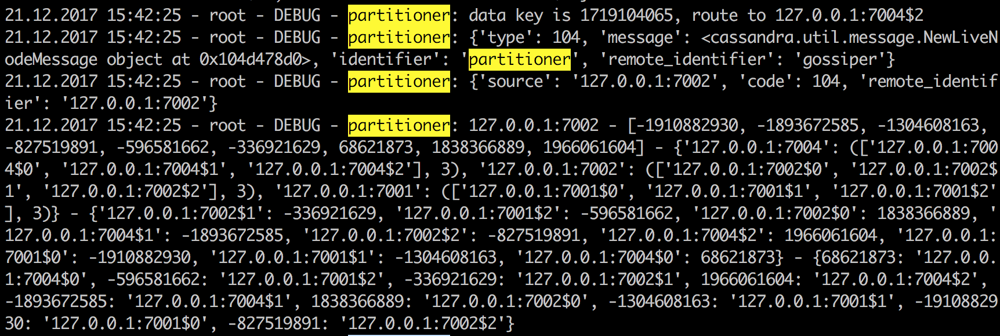 21.12.2017 15:42:25 - root - DEBUG - partitioner: data key is 1719104065, route to 127.0.0.1:7004$2
21.12.2017 15:42:25 - root - DEBUG - partitioner: {'type': 104, 'message': <cassandra.util.message.NewLiveN
odeMessage object at 0x104d478d0>, 'identifier': 'partitioner', 'remote_identifier': 'gossiper'}
21.12.2017 15:42:25 - root - DEBUG - partitioner: {'source': '127.0.0.1:7002', 'code': 104, 'remote_identif
ier': '127.0.0.1:7002'}
21.12.2017 15:42:25 - root - DEBUG - partitioner: 127.0.0.1:7002 - [-1910882930, -1893672585, -1304608163,
-827519891, -596581662, -336921629, 68621873, 1838366889, 1966061604] - {'127.0.0.1:7004': (['127.0.0.1:700
4$0', '127.0.0.1:7004$1', '127.0.0.1:7004$2'], 3), '127.0.0.1:7002': (['127.0.0.1:7002$0', '127.0.0.1:7002$
1', '127.0.0.1:7002$2'], 3), '127.0.0.1:7001': (['127.0.0.1:7001$0', '127.0.0.1:7001$1', '127.0.0.1:7001$2'
], 3)} - {'127.0.0.1:7002$1': -336921629, '127.0.0.1:7001$2': -596581662, '127.0.0.1:7002$0': 1838366889, '
127.0.0.1:7004$1': -1893672585, '127.0.0.1:7002$2': -827519891, '127.0.0.1:7004$2': 1966061604, '127.0.0.1:
7001$0': -1910882930, '127.0.0.1:7001$1': -1304608163, '127.0.0.1:7004$0': 68621873} - {68621873: '127.0.0.
1:7004$0', -596581662: '127.0.0.1:7001$2', -336921629: '127.0.0.1:7002$1', 1966061604: '127.0.0.1:7004$2',
-1893672585: '127.0.0.1:7004$1', 1838366889: '127.0.0.1:7002$0', -1304608163: '127.0.0.1:7001$1', -19108829
30: '127.0.0.1:7001$0', -827519891: '127.0.0.1:7002$2'}